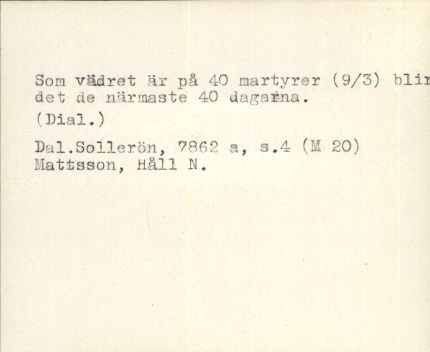 Som vädret är på 40 martyrer (9/3) blir
det de närmaste 40 dagarna.
(Dial.)
Dal.Sollerön, 7862 a, s.4 (M 20)
Mattsson, Håll N.